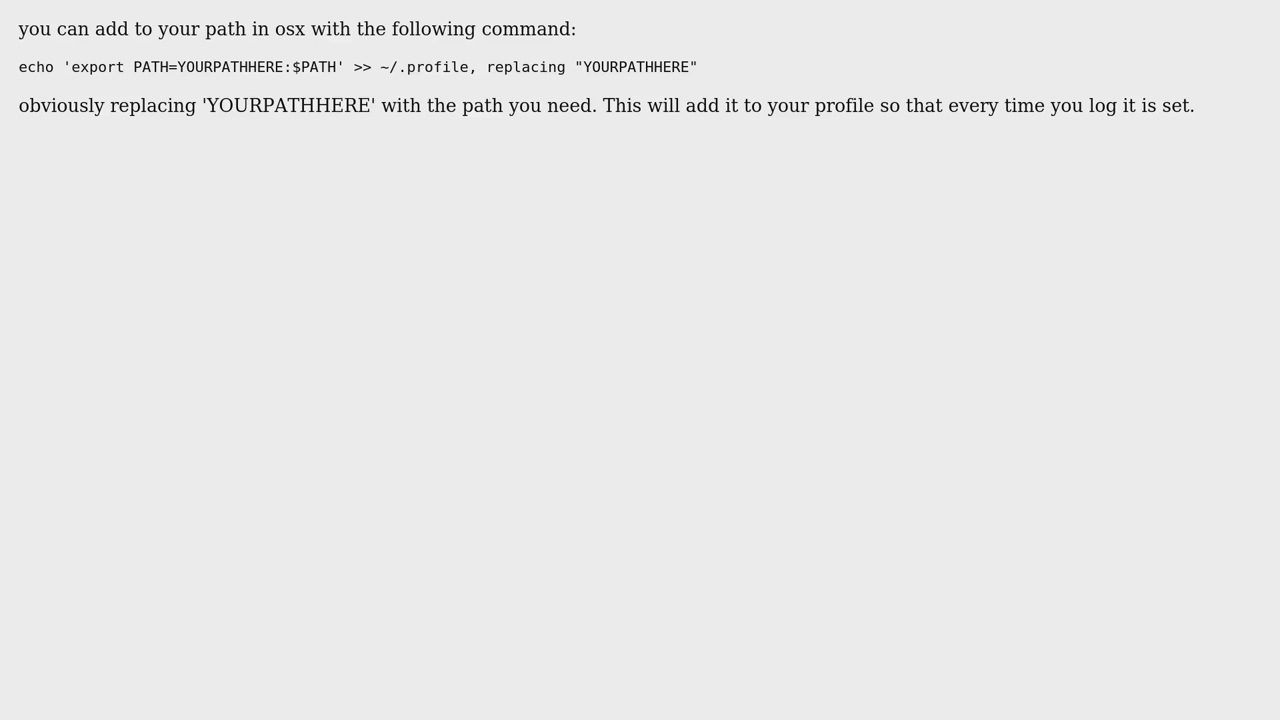 you can add to your path in osx with the following command:
echo 'export PATH=YOURPATHHERE:$PATH' >> ~/.profile, replacing "YOURPATHHERE"
obviously replacing 'YOURPATHHERE' with the path you need. This will add it to your profile so that every time you log it is set.